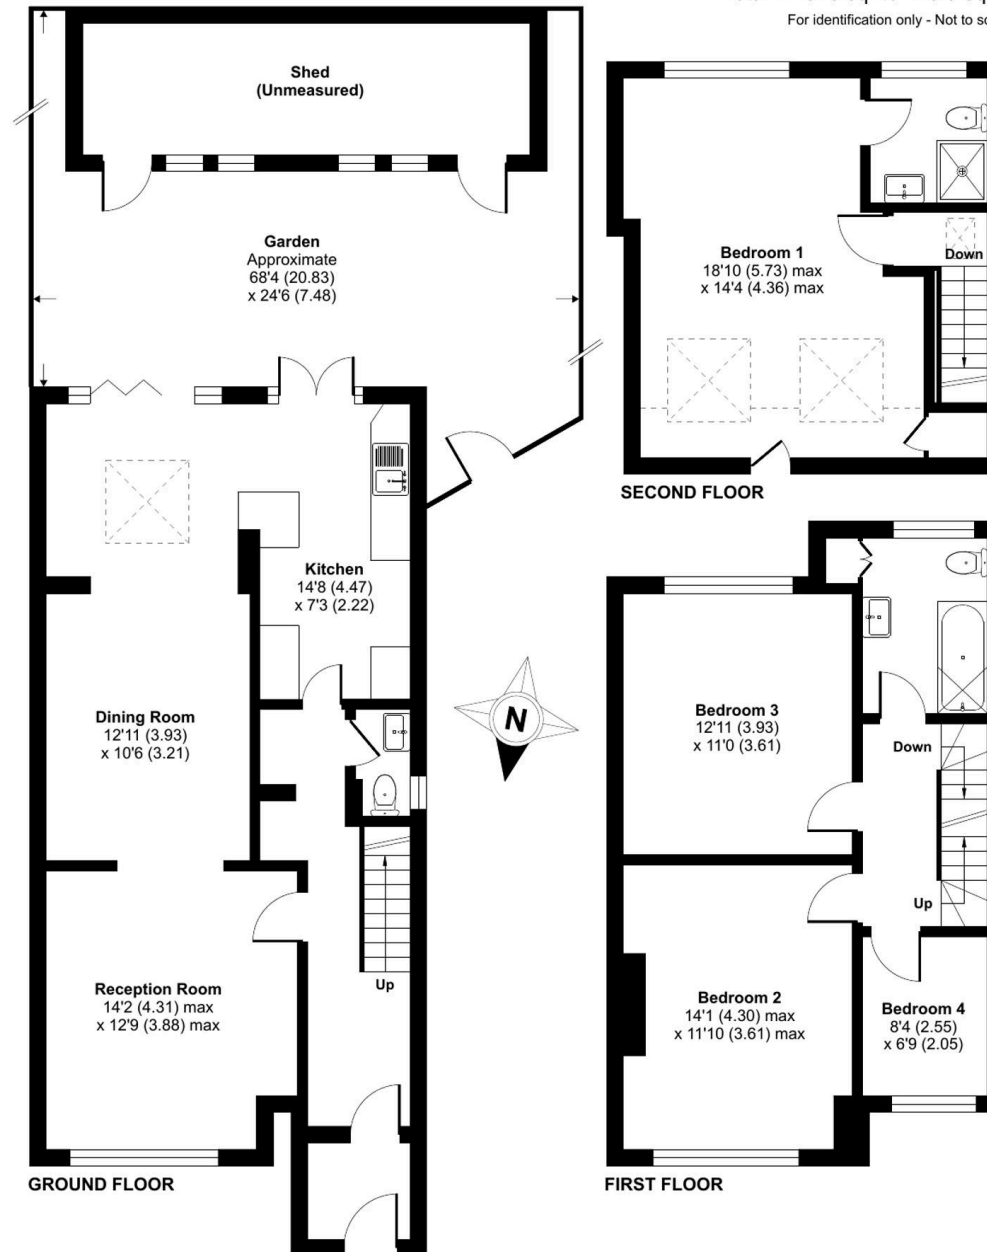 For identification only - Not to sc
Shed
(Unmeasured)
Garden
Approximate
68'4 (20.83)
x 24'6 (7.48)
Kitchen
14'8 (4.47)
x 7'3 (2.22)
Dining Room
12'11 (3.93)
x 10'6 (3.21)
Reception Room
14'2 (4.31) max
x 12'9 (3.88) max
Up
GROUND FLOOR
N
Bedroom 1
18'10 (5.73) max
x 14'4 (4.36) max
Down
SECOND FLOOR
Bedroom 3
12'11 (3.93)
x 11'0 (3.61)
Down
Up
Bedroom 2
14'1 (4.30) max
x 11'10 (3.61) max
Bedroom 4
8'4 (2.55)
x 6'9 (2.05)
FIRST FLOOR